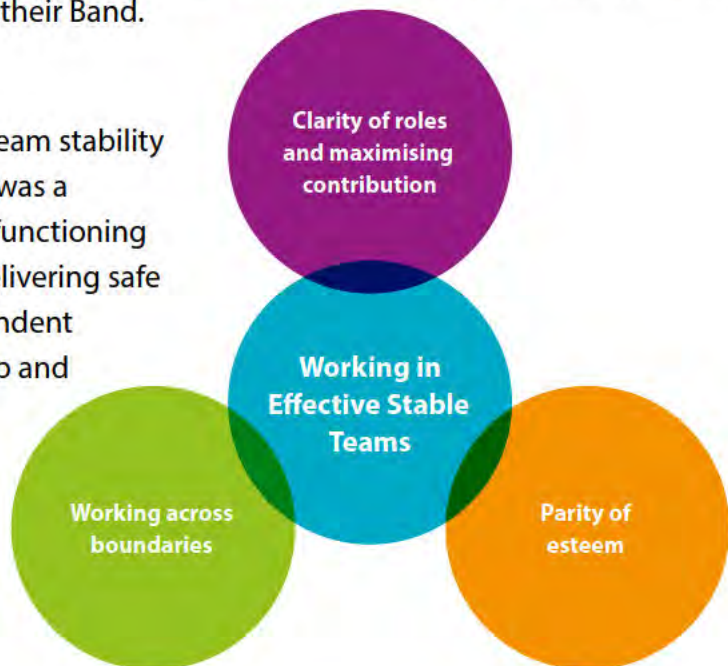 their Band.
eam stability
was a
functioning
livering safe
ndent
and
Clarity of roles
and maximising
contribution
Working in
Effective Stable
Teams
Working across
boundaries
Parity of
esteem